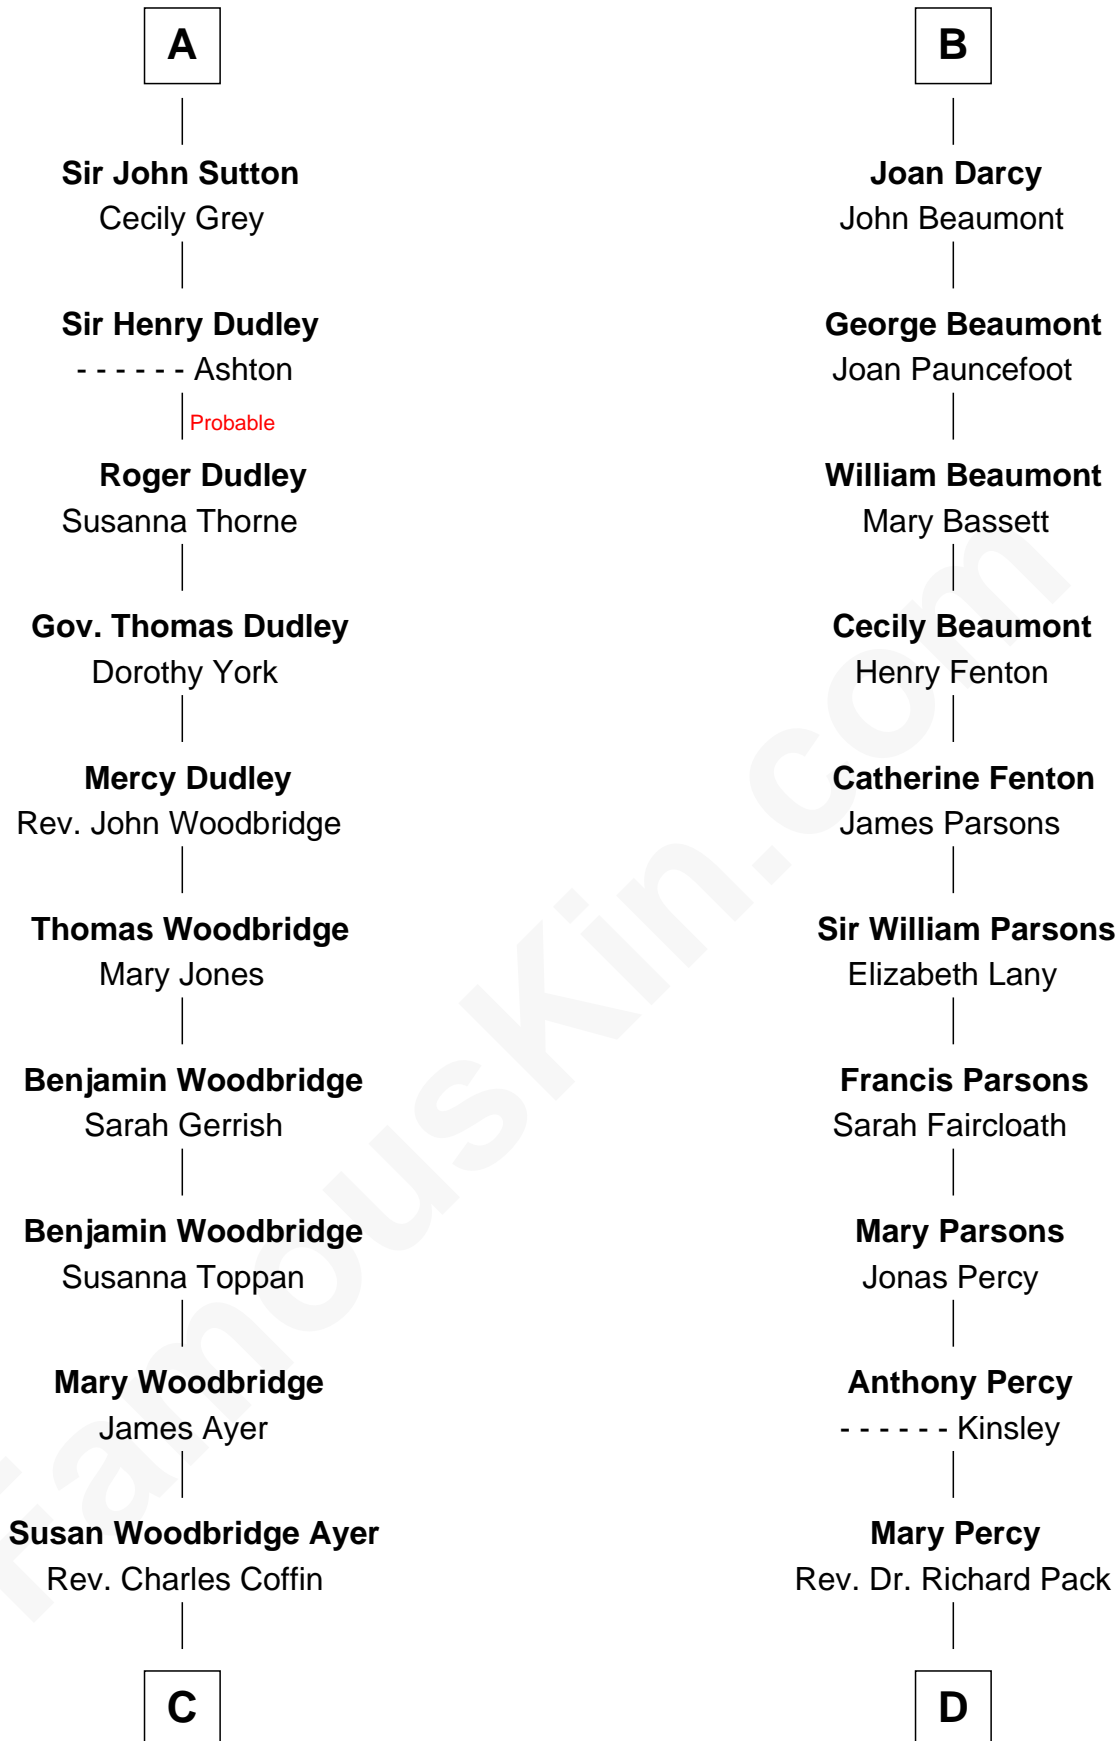 A
Sir John Sutton
Cecily Grey
Sir Henry Dudley
- - - - - - Ashton
Probable
Roger Dudley
Susanna Thorne
Gov. Thomas Dudley
Dorothy York
Mercy Dudley
Rev. John Woodbridge
Thomas Woodbridge
Mary Jones
Benjamin Woodbridge
Sarah Gerrish
Benjamin Woodbridge
Susanna Toppan
Mary Woodbridge
James Ayer
Susan Woodbridge Ayer
Rev. Charles Coffin
C
B
Joan Darcy
John Beaumont
George Beaumont
Joan Pauncefoot
William Beaumont
Mary Bassett
Cecily Beaumont
Henry Fenton
Catherine Fenton
James Parsons
Sir William Parsons
Elizabeth Lany
Francis Parsons
Sarah Faircloath
Mary Parsons
Jonas Percy
Anthony Percy
- - - - - - Kinsley
Mary Percy
Rev. Dr. Richard Pack
D
FamousKin.com